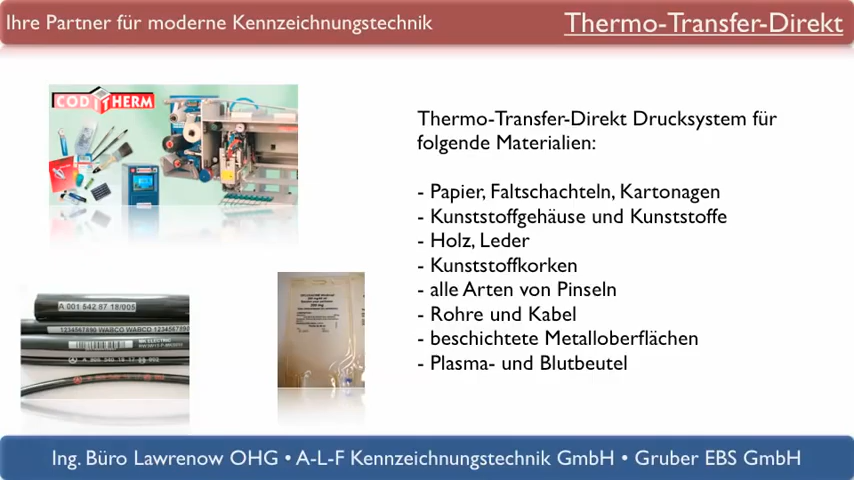 Ihre Partner für moderne Kennzeichnungstechnik
Thermo-Transfer-Direkt
CODITHERM
Thermo-Transfer-Direkt Drucksystem für
folgende Materialien:
- Papier, Faltschachteln, Kartonagen
- Kunststoffgehäuse und Kunststoffe
- Holz, Leder
- Kunststoffkorken
- alle Arten von Pinseln
- Rohre und Kabel
- beschichtete Metalloberflächen
- Plasma- und Blutbeutel
A 001 542 87 18/005
1234567890 WABCO WABCO 1234567890
Ing. Büro Lawrenow OHG • A-L-F Kennzeichnungstechnik GmbH • Gruber EBS GmbH